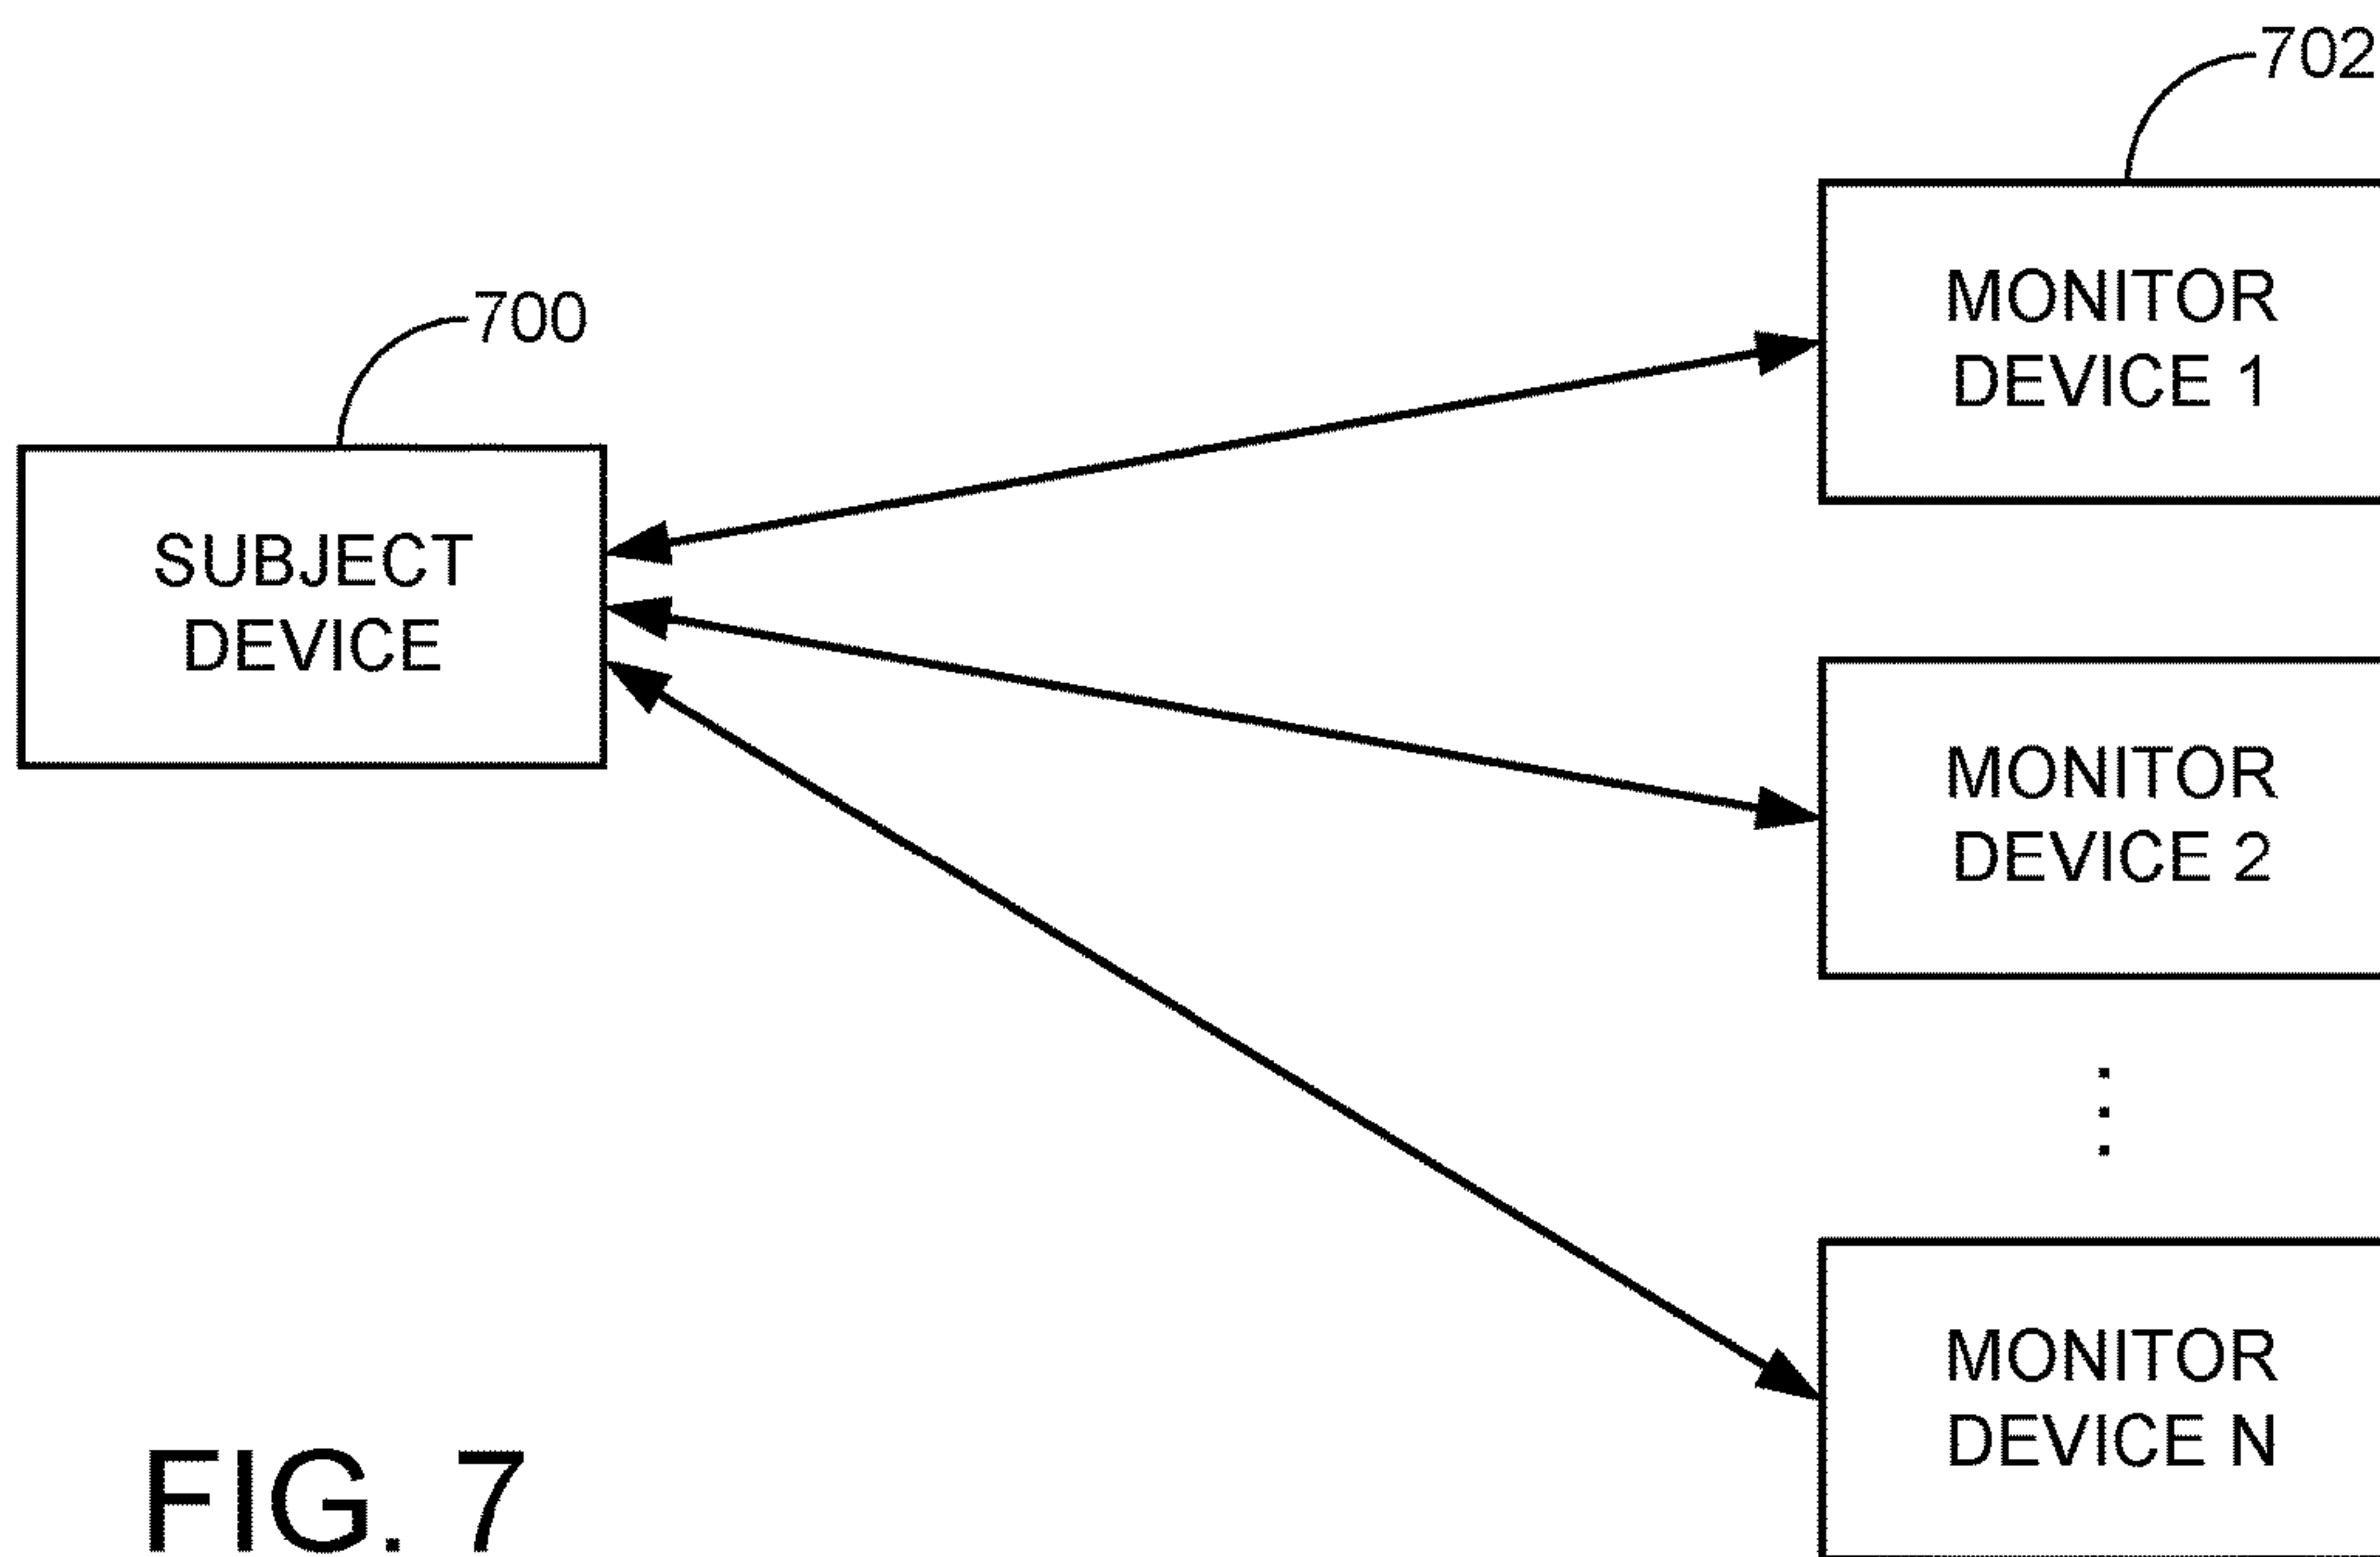 702
MONITOR
DEVICE 1
700
SUBJECT
DEVICE
MONITOR
DEVICE 2
MONITOR
DEVICE N
FIG. 7